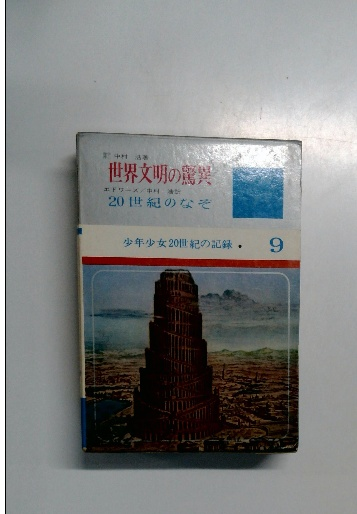 中村 浩著
世界文明の驚異
エドワーズ／中村 浩訳
20世紀のなぞ
少年少女20世紀の記録・ 9